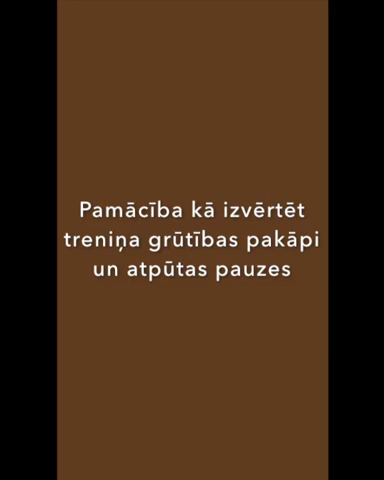 Pamācība kā izvērtēt
treniņa grūtības pakāpi
un atpūtas pauzes